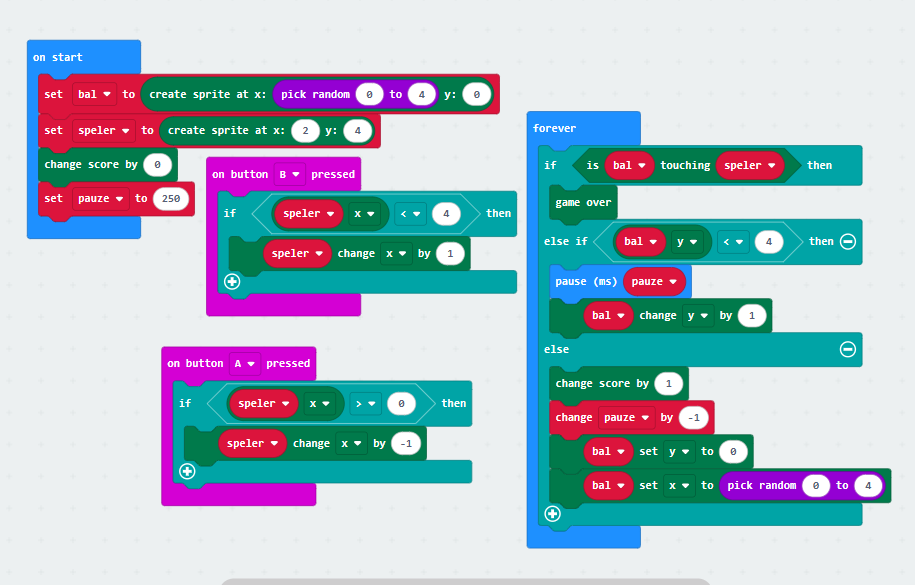 on start
set bal to create sprite at x: pick random 0 to 4 y: 0
set speler to create sprite at x: 2 y: 4
change score by 0
set pauze to 250
on button B pressed
if speler x < 4 then
speler change x by 1
on button A pressed
if speler x > 0 then
speler change x by -1
forever
if is bal touching speler then
game over
else if bal y < 4 then
pause (ms) pauze
bal change y by 1
else
change score by 1
change pauze by -1
bal set y to 0
bal set x to pick random 0 to 4